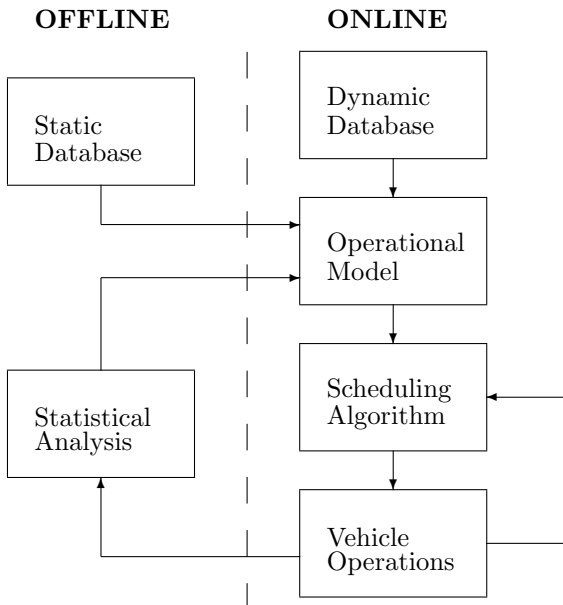 OFFLINE
ONLINE
Static
Database
Dynamic
Database
Operational
Model
Statistical
Analysis
Scheduling
Algorithm
Vehicle
Operations